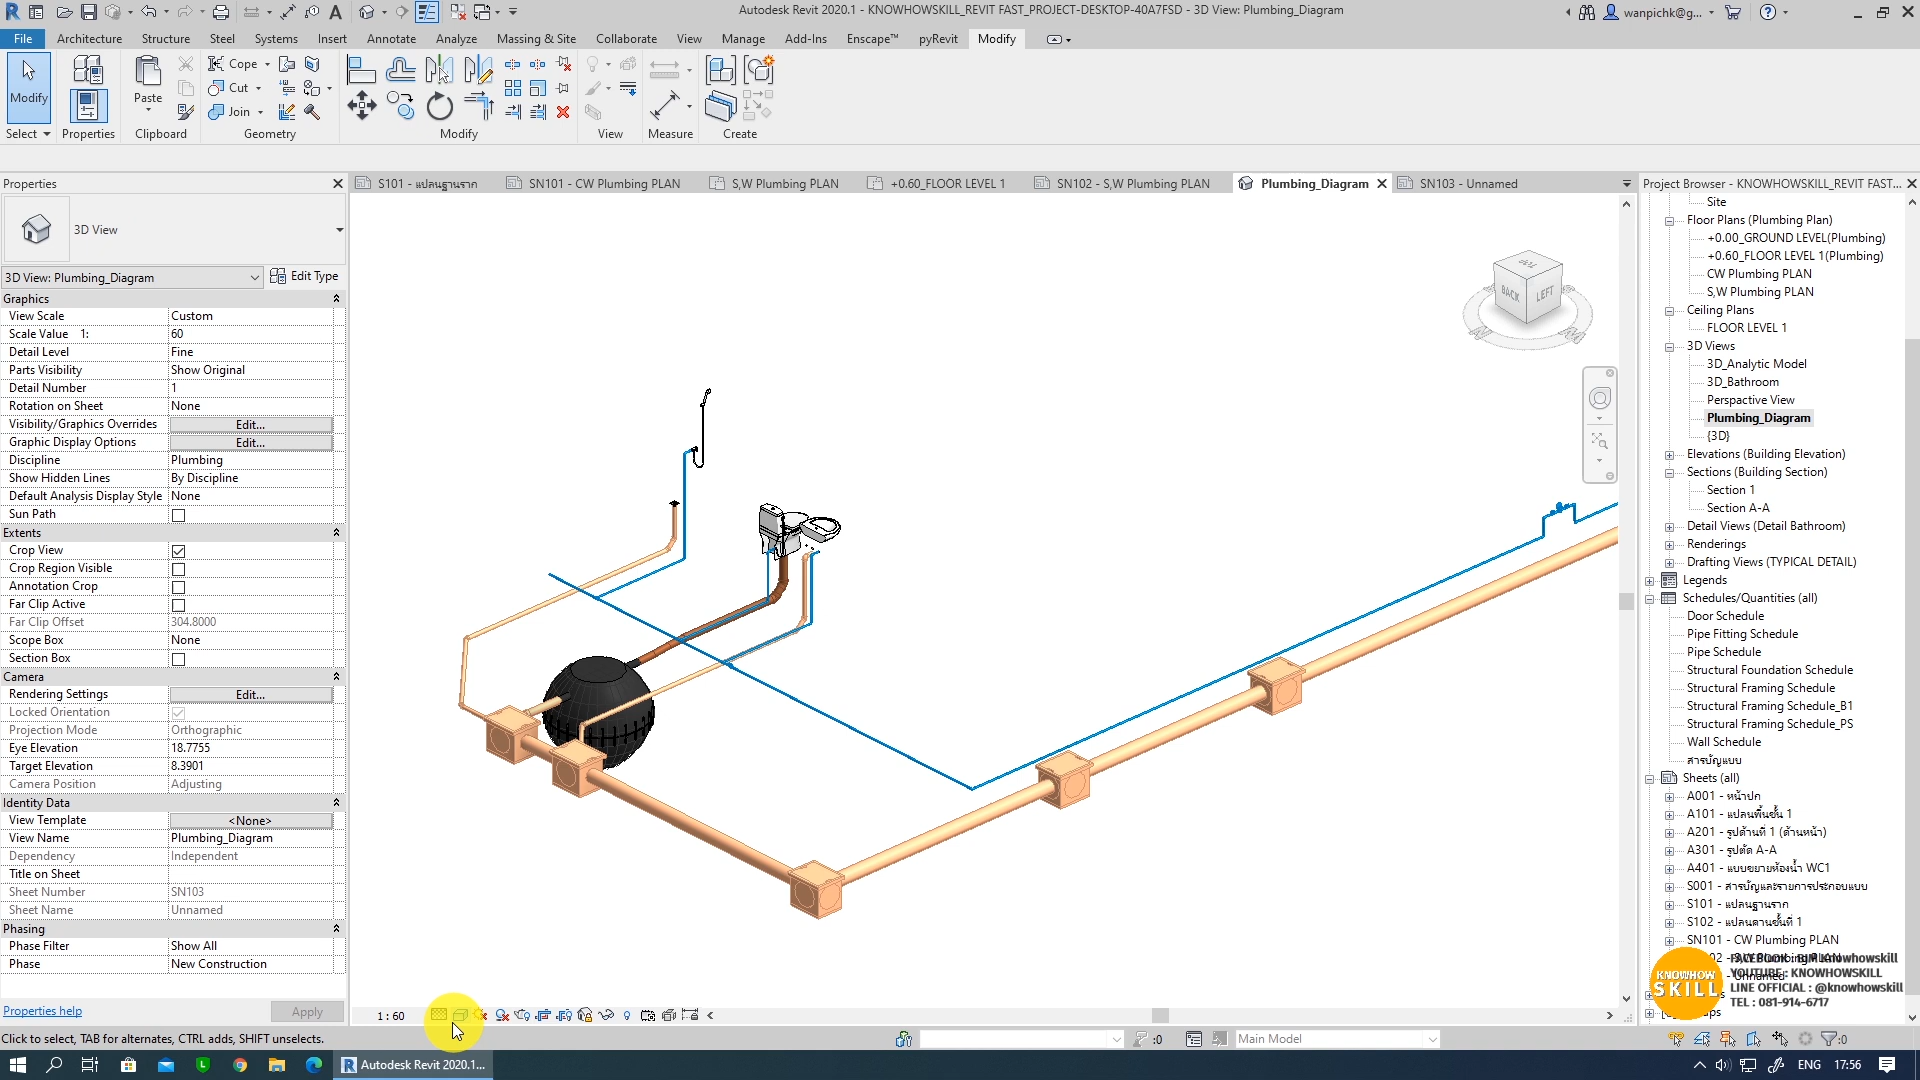 Autodesk Revit 2020.1 - KNOWHOWSKILL_REVIT FAST_PROJECT-DESKTOP-40A7FSD - 3D View: Plumbing_Diagram
wanpichk@g...
File Architecture Structure Steel Systems Insert Annotate Analyze Massing & Site Collaborate View Manage Add-Ins Enscape™ pyRevit Modify
Modify Paste Cope Cut Join
Select Properties Clipboard Geometry Modify View Measure Create
Properties
S101 - แปลนฐานราก SN101 - CW Plumbing PLAN S,W Plumbing PLAN +0.60_FLOOR LEVEL 1 SN102 - S,W Plumbing PLAN Plumbing_Diagram SN103 - Unnamed
3D View
3D View: Plumbing_Diagram Edit Type
Graphics
View Scale Custom
Scale Value 1: 60
Detail Level Fine
Parts Visibility Show Original
Detail Number 1
Rotation on Sheet None
Visibility/Graphics Overrides Edit...
Graphic Display Options Edit...
Discipline Plumbing
Show Hidden Lines By Discipline
Default Analysis Display Style None
Sun Path
Extents
Crop View
Crop Region Visible
Annotation Crop
Far Clip Active
Far Clip Offset 304.8000
Scope Box None
Section Box
Camera
Rendering Settings Edit...
Locked Orientation
Projection Mode Orthographic
Eye Elevation 18.7755
Target Elevation 8.3901
Camera Position Adjusting
Identity Data
View Template <None>
View Name Plumbing_Diagram
Dependency Independent
Title on Sheet
Sheet Number SN103
Sheet Name Unnamed
Phasing
Phase Filter Show All
Phase New Construction
Properties help Apply
TOP
BACK LEFT
1 : 60
Project Browser - KNOWHOWSKILL_REVIT FAST...
Site
Floor Plans (Plumbing Plan)
+0.00_GROUND LEVEL(Plumbing)
+0.60_FLOOR LEVEL 1(Plumbing)
CW Plumbing PLAN
S,W Plumbing PLAN
Ceiling Plans
FLOOR LEVEL 1
3D Views
3D_Analytic Model
3D_Bathroom
Perspactive View
Plumbing_Diagram
{3D}
Elevations (Building Elevation)
Sections (Building Section)
Section 1
Section A-A
Detail Views (Detail Bathroom)
Renderings
Drafting Views (TYPICAL DETAIL)
Legends
Schedules/Quantities (all)
Door Schedule
Pipe Fitting Schedule
Pipe Schedule
Structural Foundation Schedule
Structural Framing Schedule
Structural Framing Schedule_B1
Structural Framing Schedule_PS
Wall Schedule
สารบัญแบบ
Sheets (all)
A001 - หน้าปก
A101 - แปลนพื้นชั้น 1
A201 - รูปด้านที่ 1 (ด้านหน้า)
A301 - รูปตัด A-A
A401 - แบบขยายห้องน้ำ WC1
S001 - สารบัญและรายการประกอบแบบ
S101 - แปลนฐานราก
S102 - แปลนคานชั้นที่ 1
SN101 - CW Plumbing PLAN
KNOWHOW
SKILL
YOUTUBE : KNOWHOWSKILL
LINE OFFICIAL : @knowhowskill
TEL : 081-914-6717
Click to select, TAB for alternates, CTRL adds, SHIFT unselects.
:0 Main Model :0
Autodesk Revit 2020.1... ENG 17:56